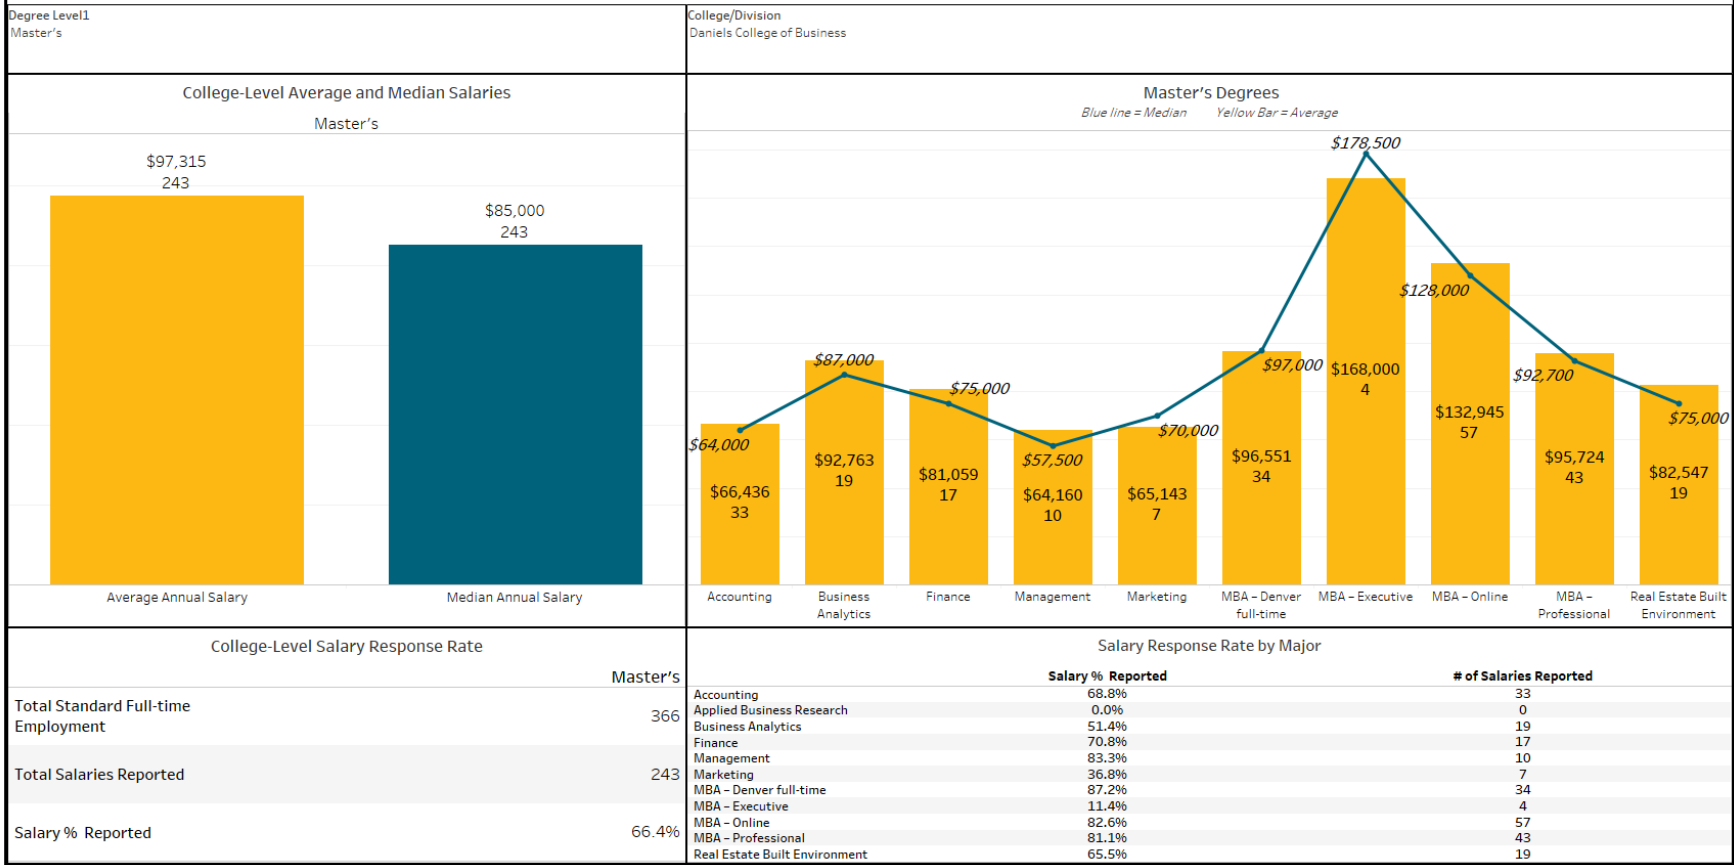 Degree Level1
Master's
College/Division
Daniels College of Business
College-Level Average and Median Salaries
Master's
$97,315
243
$85,000
243
Average Annual Salary
Median Annual Salary
Master's Degrees
Blue line = Median Yellow Bar = Average
$64,000
$87,000
$75,000
$57,500
$70,000
$97,000
$178,500
$128,000
$92,700
$75,000
$66,436
33
$92,763
19
$81,059
17
$64,160
10
$65,143
7
$96,551
34
$168,000
4
$132,945
57
$95,724
43
$82,547
19
Accounting
Business
Analytics
Finance
Management
Marketing
MBA – Denver
full-time
MBA – Executive
MBA – Online
MBA –
Professional
Real Estate Built
Environment
College-Level Salary Response Rate
Master's
Total Standard Full-time
Employment
366
Total Salaries Reported 243
Salary % Reported 66.4%
Salary Response Rate by Major
Salary % Reported # of Salaries Reported
Accounting 68.8% 33
Applied Business Research 0.0% 0
Business Analytics 51.4% 19
Finance 70.8% 17
Management 83.3% 10
Marketing 36.8% 7
MBA – Denver full-time 87.2% 34
MBA – Executive 11.4% 4
MBA – Online 82.6% 57
MBA – Professional 81.1% 43
Real Estate Built Environment 65.5% 19